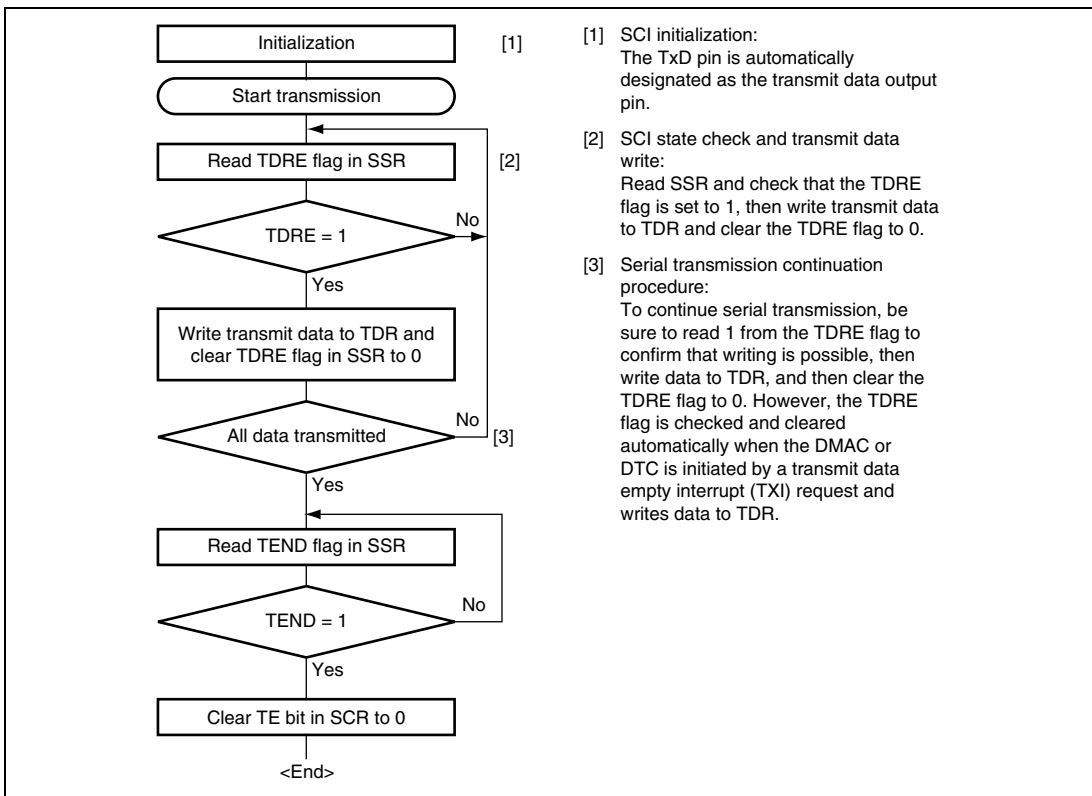 Initialization
[1]
Start transmission
Read TDRE flag in SSR
[2]
No
TDRE = 1
Yes
Write transmit data to TDR and
clear TDRE flag in SSR to 0
No
All data transmitted
[3]
Yes
Read TEND flag in SSR
No
TEND = 1
Yes
Clear TE bit in SCR to 0
<End>
[1] SCI initialization:
The TxD pin is automatically
designated as the transmit data output
pin.
[2] SCI state check and transmit data
write:
Read SSR and check that the TDRE
flag is set to 1, then write transmit data
to TDR and clear the TDRE flag to 0.
[3] Serial transmission continuation
procedure:
To continue serial transmission, be
sure to read 1 from the TDRE flag to
confirm that writing is possible, then
write data to TDR, and then clear the
TDRE flag to 0. However, the TDRE
flag is checked and cleared
automatically when the DMAC or
DTC is initiated by a transmit data
empty interrupt (TXI) request and
writes data to TDR.